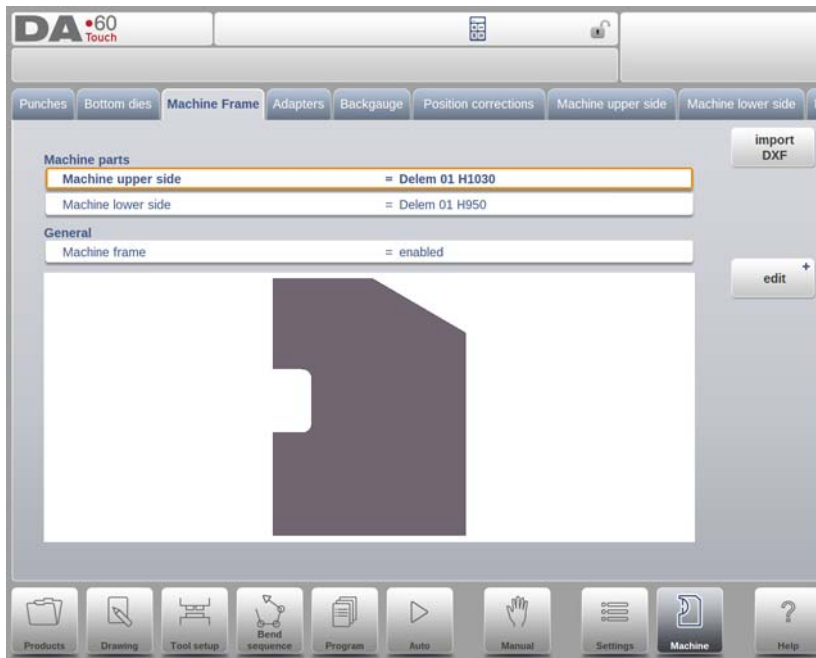 DA•60
Touch
Punches Bottom dies Machine Frame Adapters Backgauge Position corrections Machine upper side Machine lower side
import
DXF
Machine parts
Machine upper side = Delem 01 H1030
Machine lower side = Delem 01 H950
General
Machine frame = enabled
edit +
Products Drawing Tool setup Bend sequence Program Auto Manual Settings Machine Help